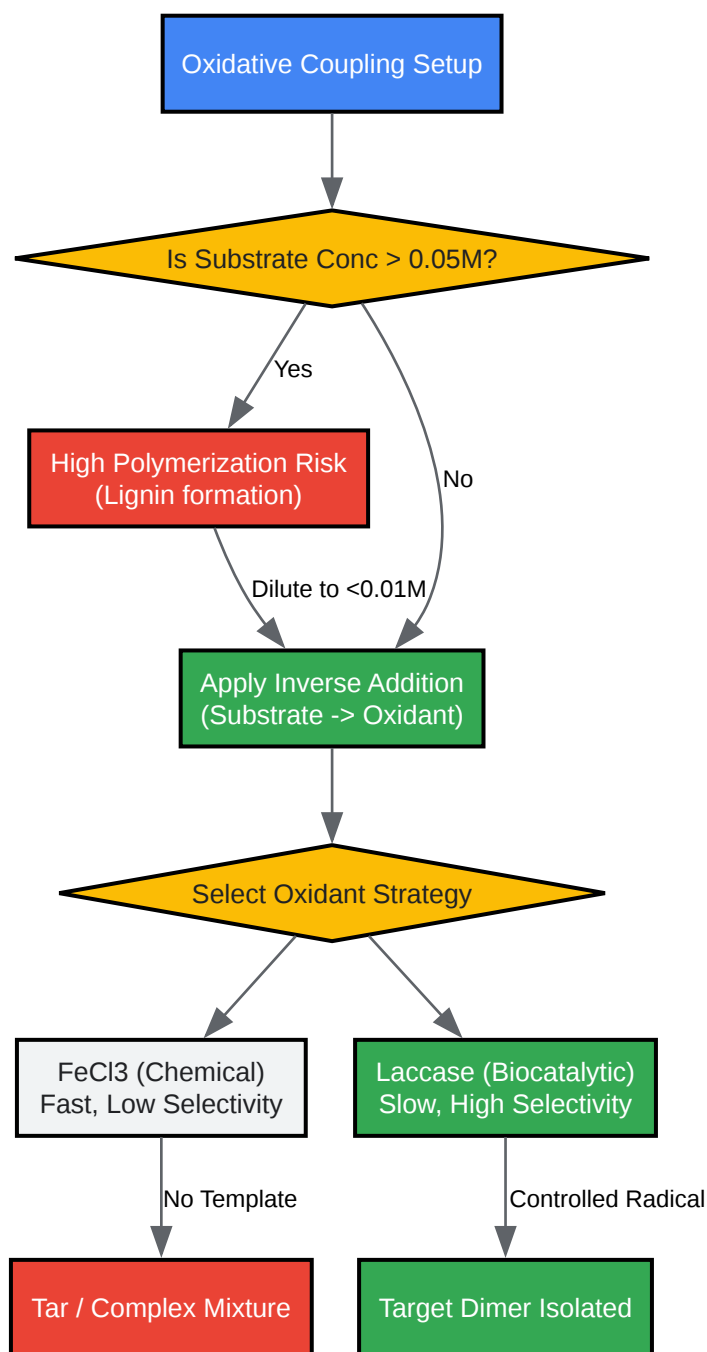 Oxidative Coupling Setup
Is Substrate Conc > 0.05M?
Yes
No
High Polymerization Risk
(Lignin formation)
Dilute to <0.01M
Apply Inverse Addition
(Substrate -> Oxidant)
Select Oxidant Strategy
FeCl3 (Chemical)
Fast, Low Selectivity
Laccase (Biocatalytic)
Slow, High Selectivity
No Template
Controlled Radical
Tar / Complex Mixture
Target Dimer Isolated